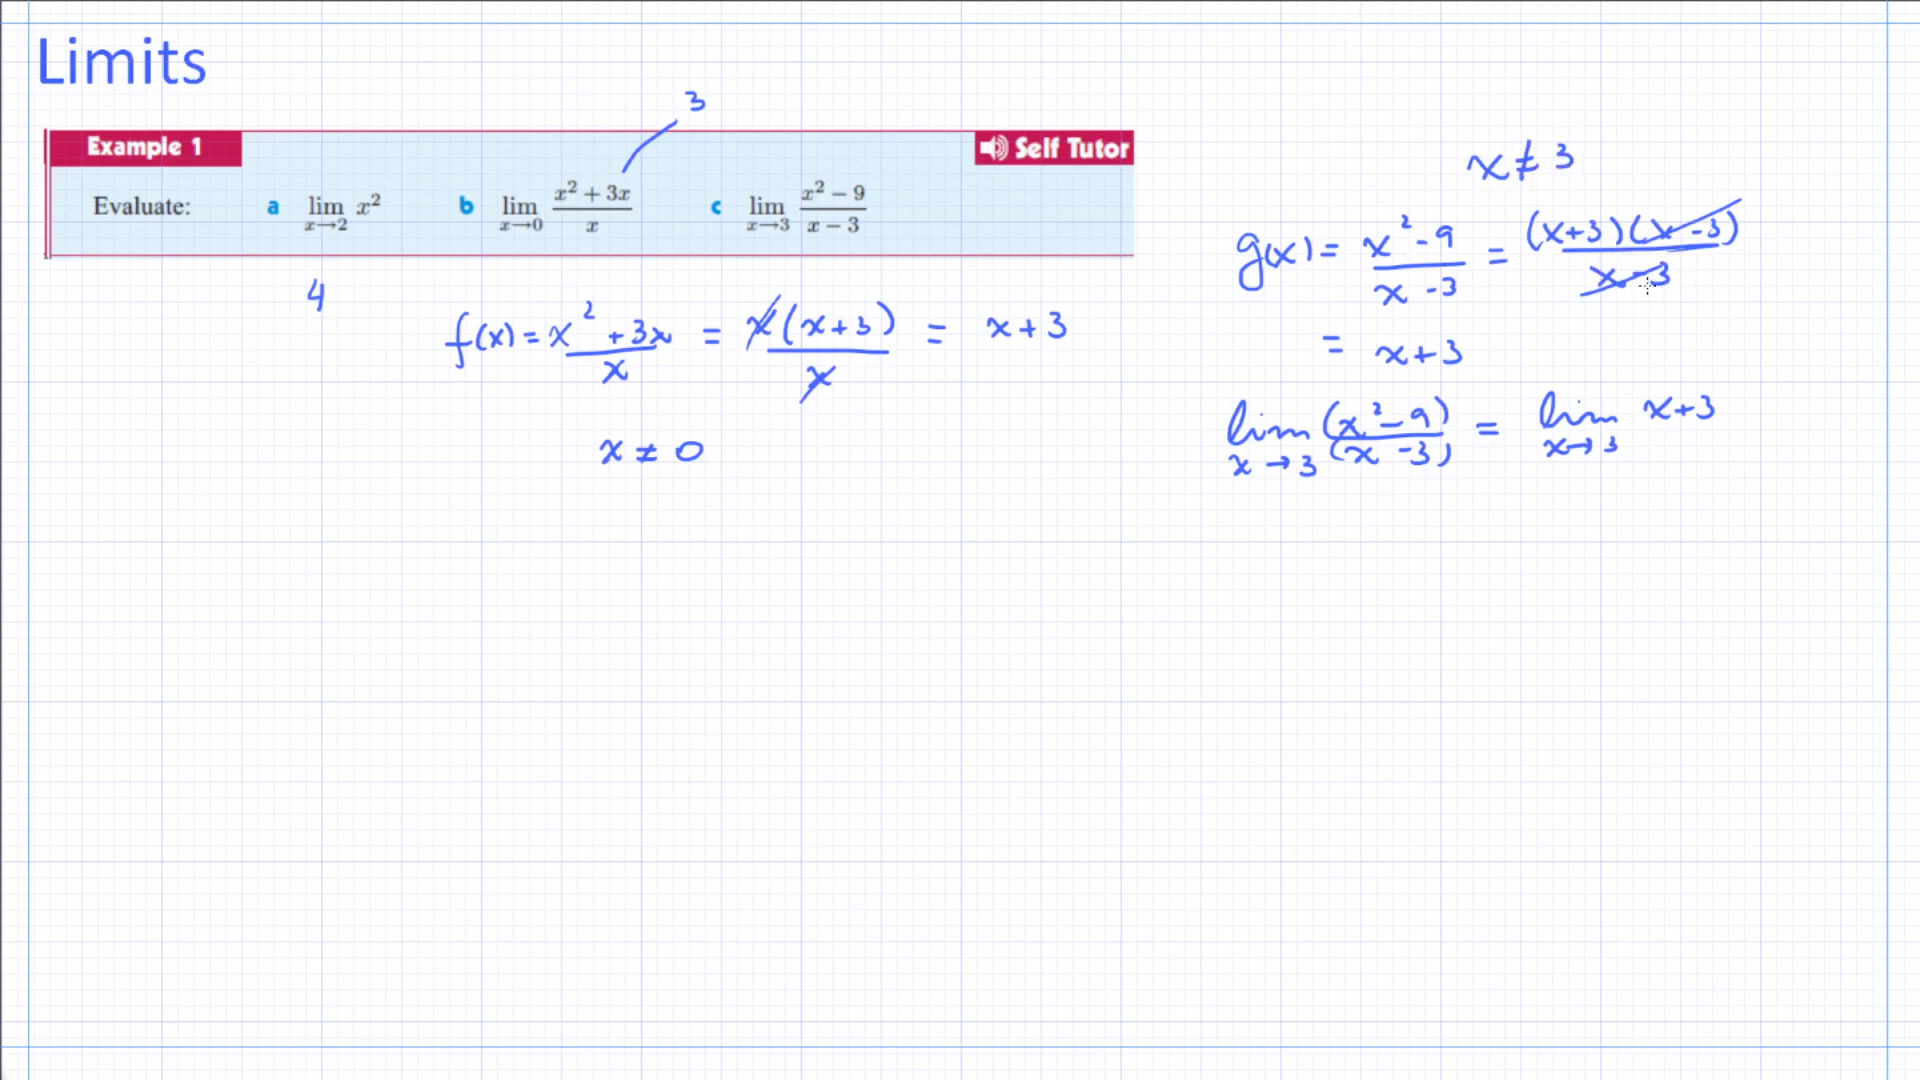 Limits
3
Example 1
Self Tutor
Evaluate: a lim x→2 x² b lim x→0 (x² + 3x)/x c lim x→3 (x² − 9)/(x − 3)
4
f(x) = (x² + 3x)/x = x(x+3)/x = x+3
x ≠ 0
x ≠ 3
g(x) = (x² - 9)/(x - 3) = (x+3)(x-3)/(x-3)
= x+3
lim x→3 (x² - 9)/(x - 3) = lim x→3 x+3